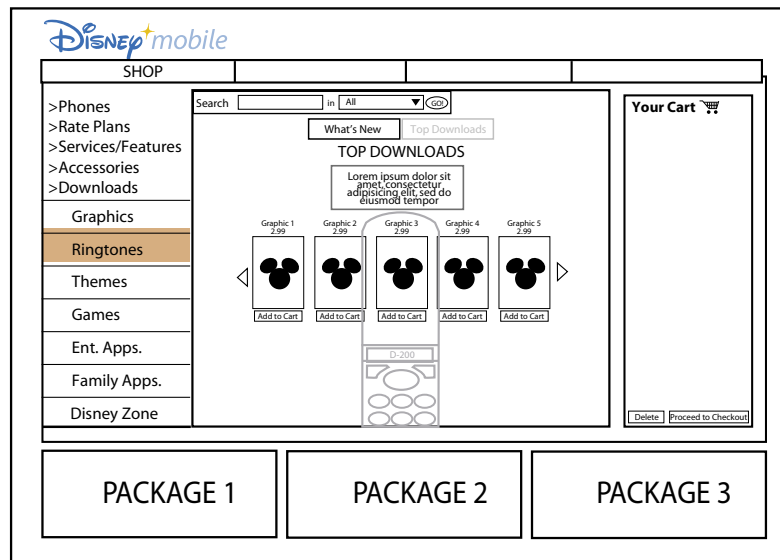 Disney mobile
SHOP
>Phones
>Rate Plans
>Services/Features
>Accessories
>Downloads
Graphics
Ringtones
Themes
Games
Ent. Apps.
Family Apps.
Disney Zone
Search in All GO!
What's New Top Downloads
TOP DOWNLOADS
Lorem ipsum dolor sit
amet, consectetur
adipisicing elit, sed do
eiusmod tempor
Graphic 1 Graphic 2 Graphic 3 Graphic 4 Graphic 5
2.99 2.99 2.99 2.99 2.99
Add to Cart Add to Cart Add to Cart Add to Cart Add to Cart
D-200
Your Cart
Delete Proceed to Checkout
PACKAGE 1 PACKAGE 2 PACKAGE 3